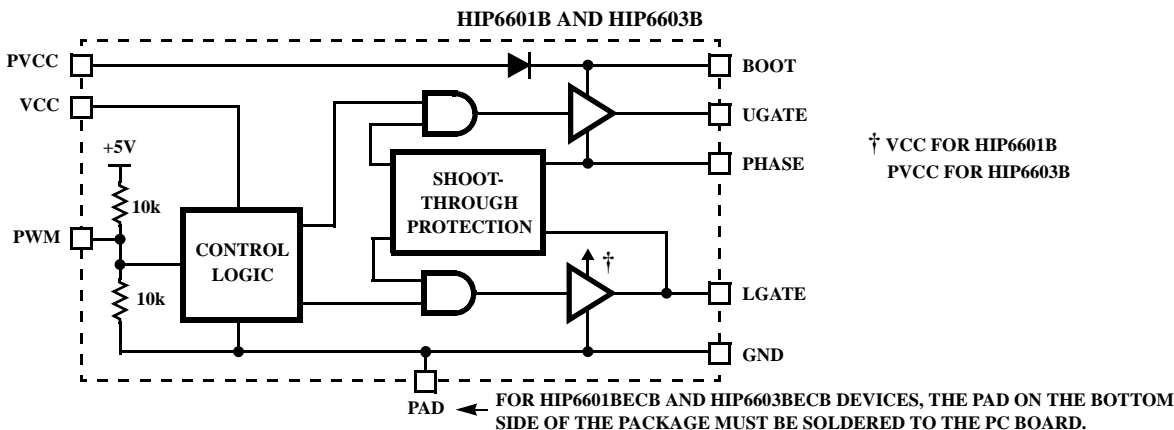 HIP6601B AND HIP6603B
PVCC
BOOT
VCC
UGATE
+5V
† VCC FOR HIP6601B
PHASE
PVCC FOR HIP6603B
SHOOT-
THROUGH
PROTECTION
10k
PWM
CONTROL
LOGIC
†
10k
LGATE
GND
PAD
FOR HIP6601BECB AND HIP6603BECB DEVICES, THE PAD ON THE BOTTOM
SIDE OF THE PACKAGE MUST BE SOLDERED TO THE PC BOARD.